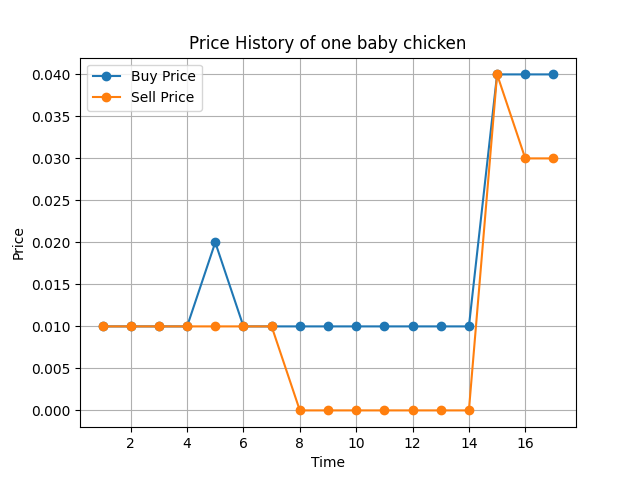 Price History of one baby chicken
Buy Price
Sell Price
0.040
0.035
0.030
0.025
0.020
0.015
0.010
0.005
0.000
Price
2 4 6 8 10 12 14 16
Time